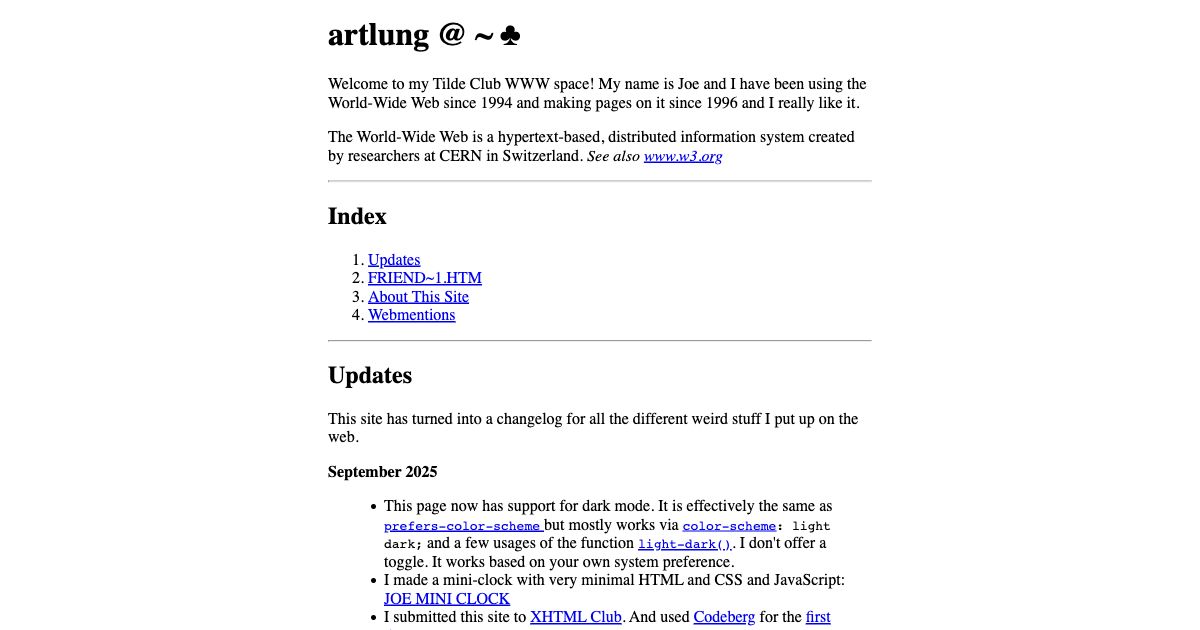 artlung @ ~ ♣
Welcome to my Tilde Club WWW space! My name is Joe and I have been using the
World-Wide Web since 1994 and making pages on it since 1996 and I really like it.
The World-Wide Web is a hypertext-based, distributed information system created
by researchers at CERN in Switzerland. See also www.w3.org
Index
1. Updates
2. FRIEND~1.HTM
3. About This Site
4. Webmentions
Updates
This site has turned into a changelog for all the different weird stuff I put up on the
web.
September 2025
• This page now has support for dark mode. It is effectively the same as
prefers-color-scheme but mostly works via color-scheme: light
dark; and a few usages of the function light-dark(). I don't offer a
toggle. It works based on your own system preference.
• I made a mini-clock with very minimal HTML and CSS and JavaScript:
JOE MINI CLOCK
• I submitted this site to XHTML Club. And used Codeberg for the first